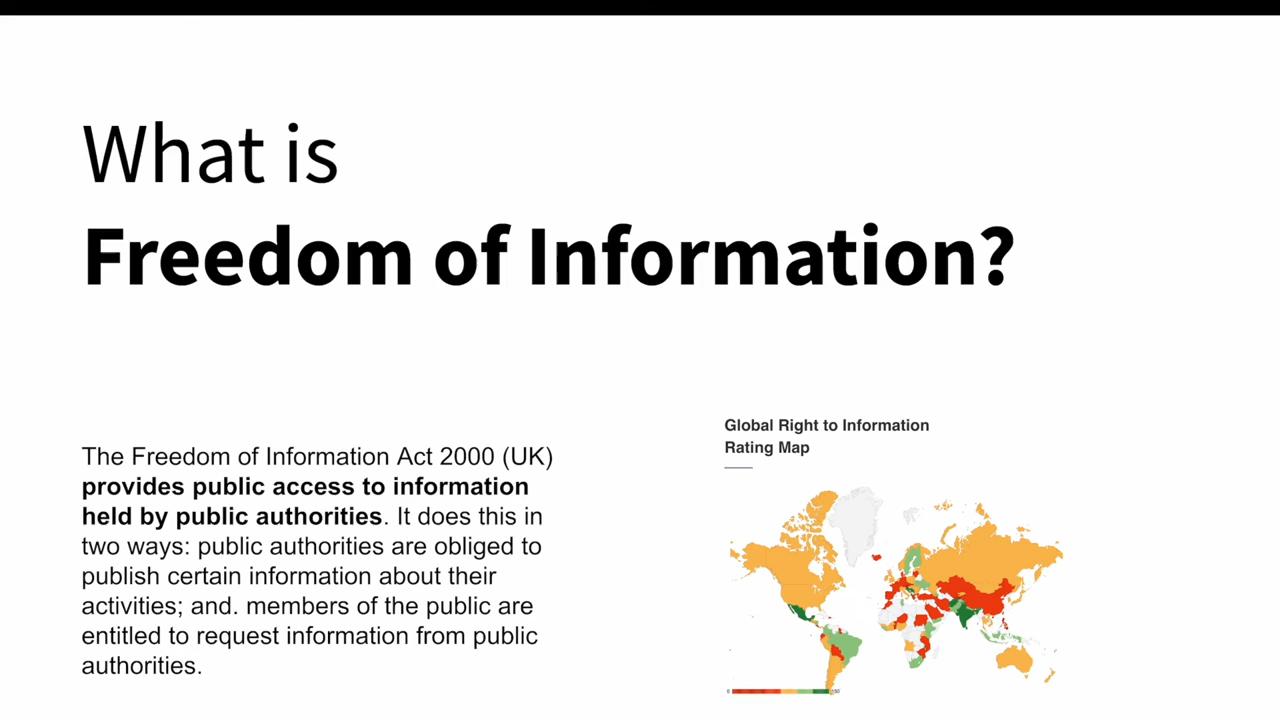 What is
Freedom of Information?
The Freedom of Information Act 2000 (UK)
provides public access to information
held by public authorities. It does this in
two ways: public authorities are obliged to
publish certain information about their
activities; and. members of the public are
entitled to request information from public
authorities.
Global Right to Information
Rating Map